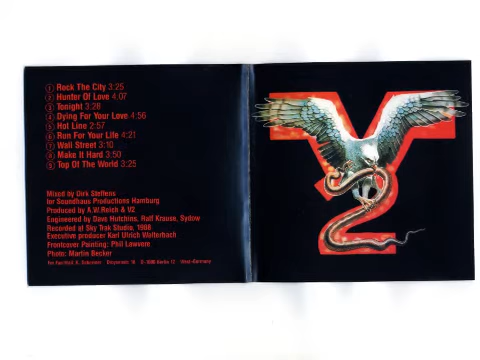 1 Rock The City 3:25
2 Hunter Of Love 4:07
3 Tonight 3:28
4 Dying For Your Love 4:56
5 Hot Line 2:57
6 Run For Your Life 4:21
7 Wall Street 3:10
8 Make It Hard 3:50
9 Top Of The World 3:25
Mixed by Dirk Steffens
for Soundhaus Productions Hamburg
Produced by A.W. Reich & V2
Engineered by Dave Hutchins, Ralf Krause, Sydow
Recorded at Sky Trak Studio, 1988
Executive producer Karl Ulrich Walterbach
Frontcover Painting: Phil Lawvere
Photo: Martin Becker
West-Germany
V2